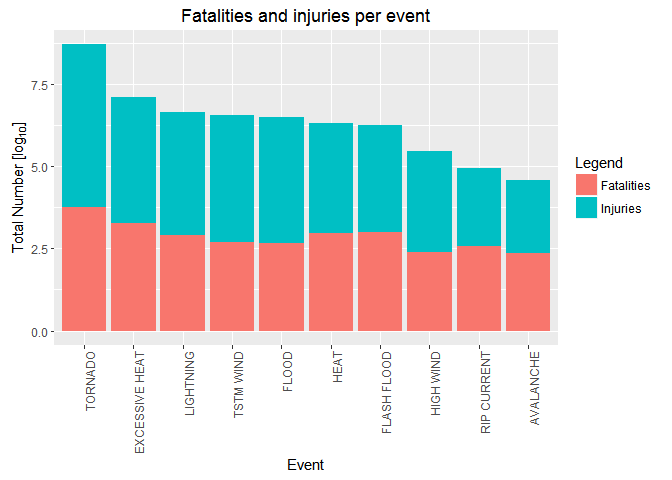 Fatalities and injuries per event
Total Number [log10]
7.5
5.0
2.5
0.0
TORNADO
EXCESSIVE HEAT
LIGHTNING
TSTM WIND
FLOOD
HEAT
FLASH FLOOD
HIGH WIND
RIP CURRENT
AVALANCHE
Event
Legend
Fatalities
Injuries